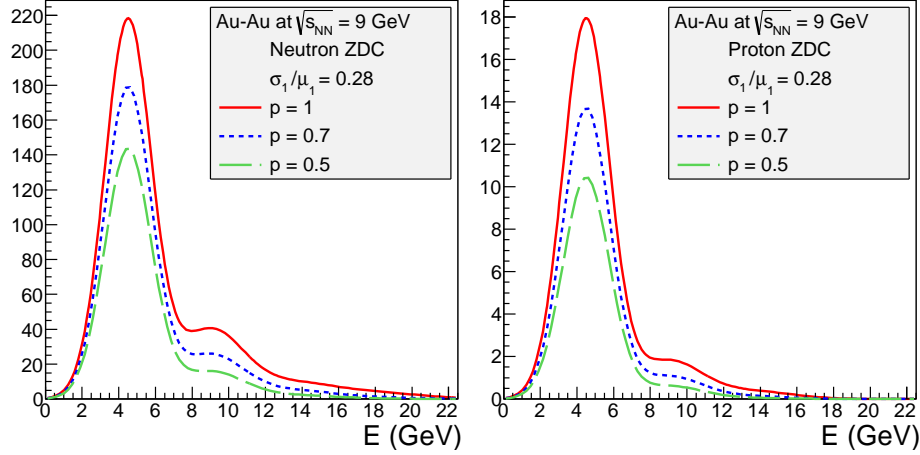 Au-Au at √s_NN = 9 GeV
Neutron ZDC
σ₁/μ₁ = 0.28
p = 1
p = 0.7
p = 0.5
220
200
180
160
140
120
100
80
60
40
20
0
0 2 4 6 8 10 12 14 16 18 20 22
E (GeV)
Au-Au at √s_NN = 9 GeV
Proton ZDC
σ₁/μ₁ = 0.28
p = 1
p = 0.7
p = 0.5
18
16
14
12
10
8
6
4
2
0
0 2 4 6 8 10 12 14 16 18 20 22
E (GeV)